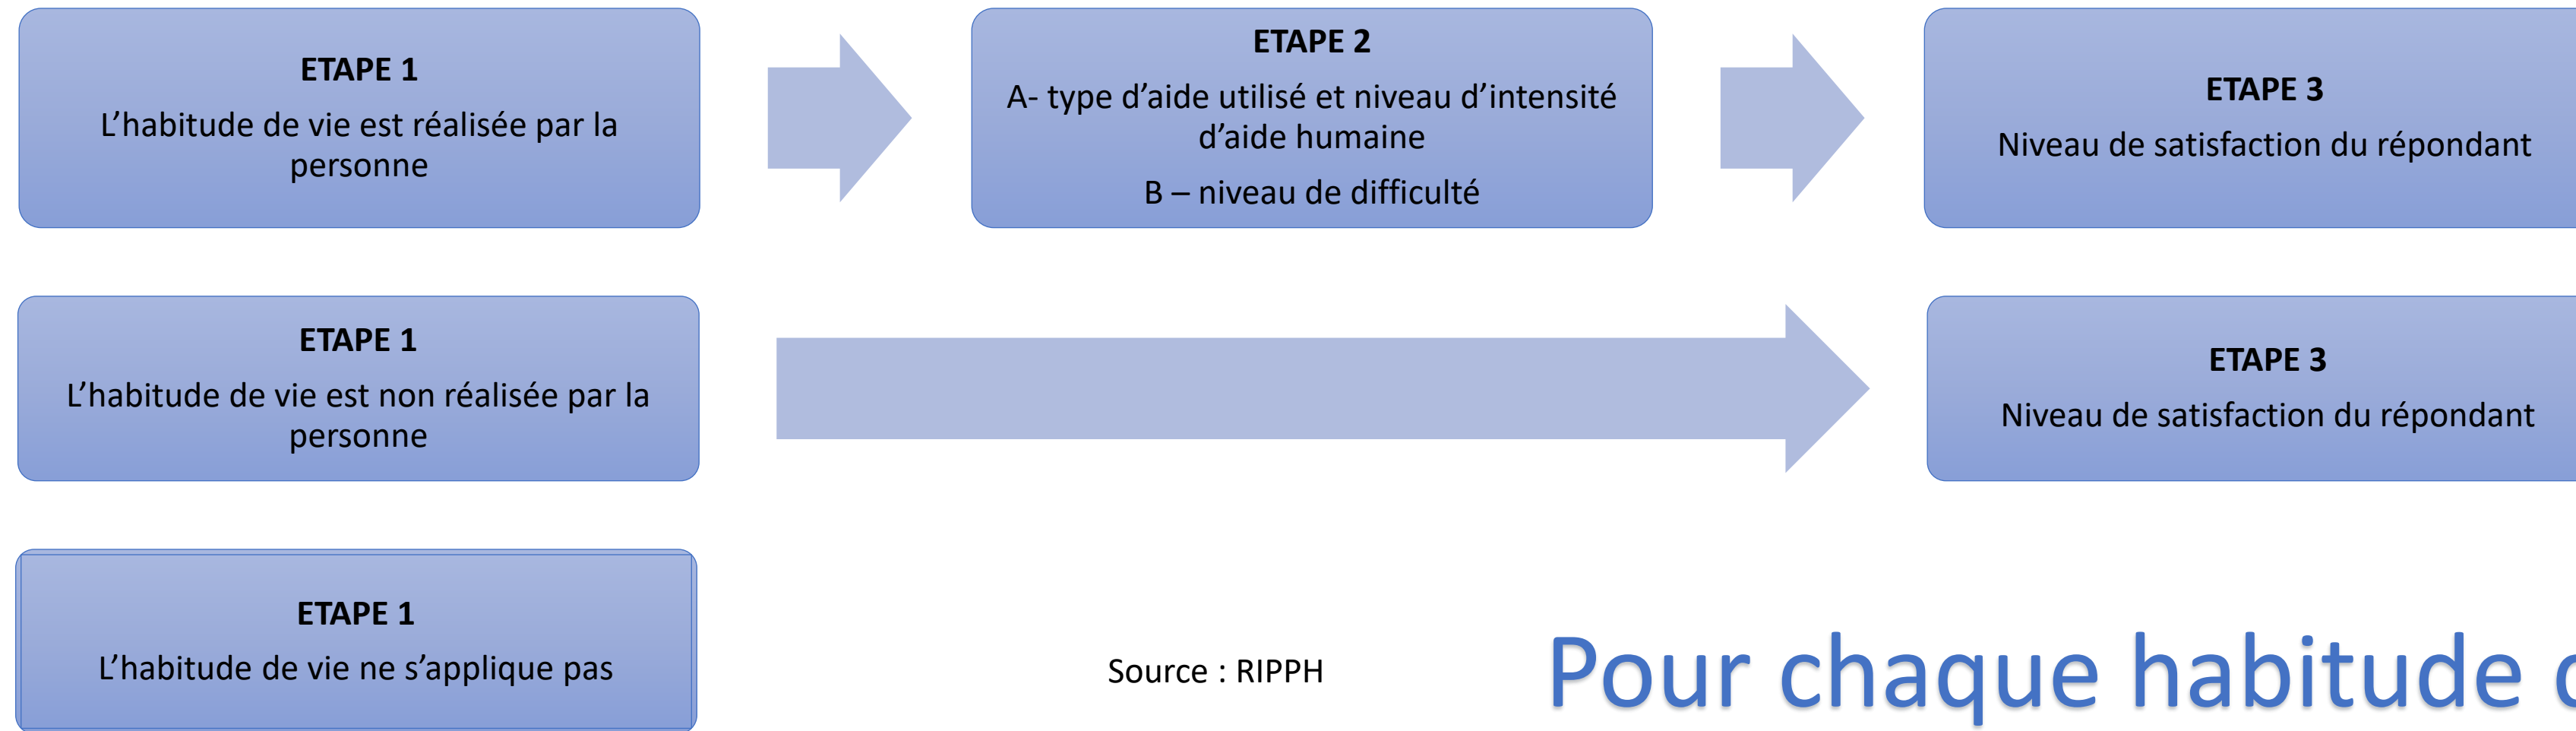 ETAPE 1
L’habitude de vie est réalisée par la
personne
ETAPE 2
A- type d’aide utilisé et niveau d’intensité
d’aide humaine
B – niveau de difficulté
ETAPE 3
Niveau de satisfaction du répondant
ETAPE 1
L’habitude de vie est non réalisée par la
personne
ETAPE 3
Niveau de satisfaction du répondant
ETAPE 1
L’habitude de vie ne s’applique pas
Source : RIPPH
Pour chaque habitude